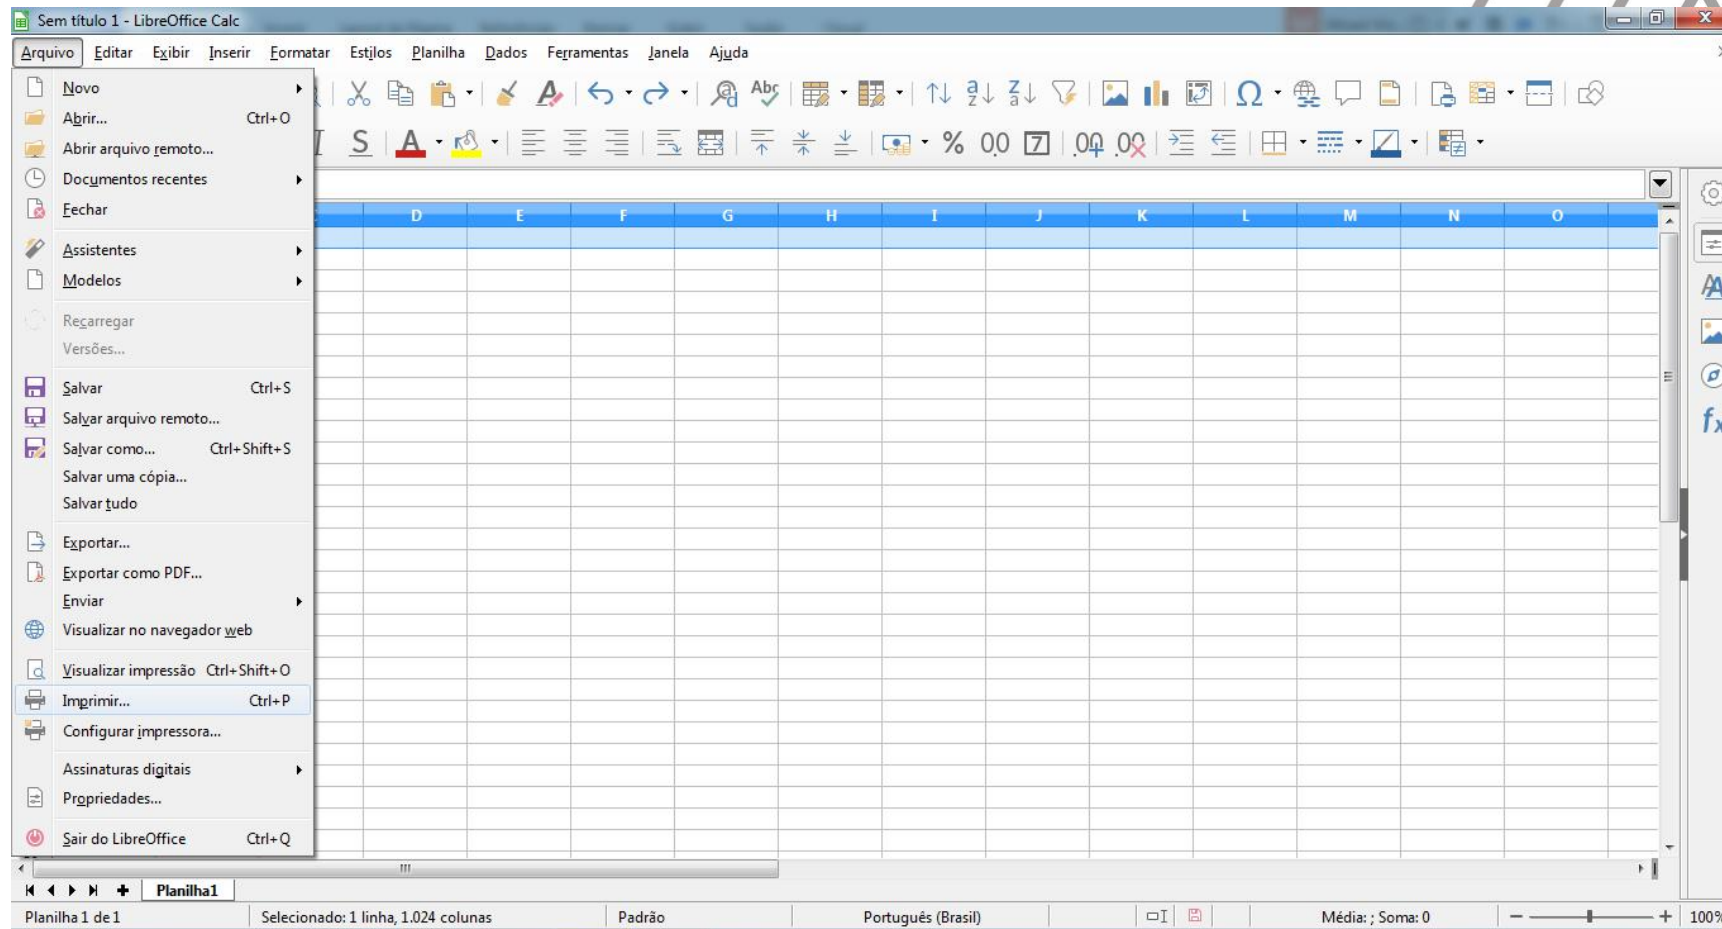 Sem título 1 - LibreOffice Calc
Arquivo Editar Exibir Inserir Formatar Estilos Planilha Dados Ferramentas Janela Ajuda
Novo
Abrir... Ctrl+O
Abrir arquivo remoto...
Documentos recentes
Fechar
D E F G H I J K L M N O
Assistentes
Modelos
Recarregar
Versões...
Salvar Ctrl+S
Salvar arquivo remoto...
Salvar como... Ctrl+Shift+S
Salvar uma cópia...
Salvar tudo
Exportar...
Exportar como PDF...
Enviar
Visualizar no navegador web
Visualizar impressão Ctrl+Shift+O
Imprimir... Ctrl+P
Configurar impressora...
Assinaturas digitais
Propriedades...
Sair do LibreOffice Ctrl+Q
Planilha1
Planilha 1 de 1 Selecionado: 1 linha, 1.024 colunas Padrão Português (Brasil) Média: ; Soma: 0 100%